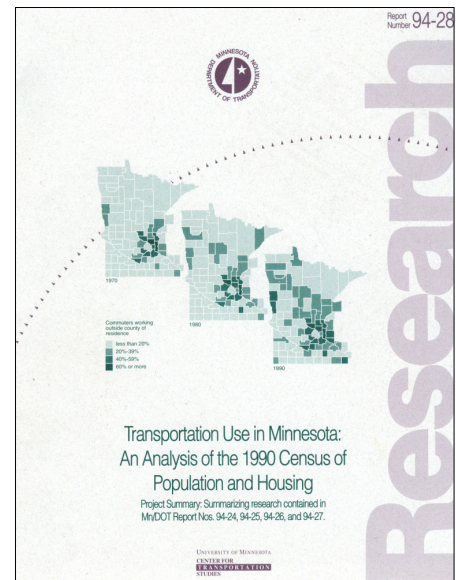 Report
Number 94-28
MINNESOTA
DEPARTMENT OF TRANSPORTATION
Research
1970
1980
1990
Commuters working
outside county of
residence
less than 20%
20%-39%
40%-59%
60% or more
Transportation Use in Minnesota:
An Analysis of the 1990 Census of
Population and Housing
Project Summary: Summarizing research contained in
Mn/DOT Report Nos. 94-24, 94-25, 94-26, and 94-27.
UNIVERSITY OF MINNESOTA
CENTER FOR
TRANSPORTATION
STUDIES